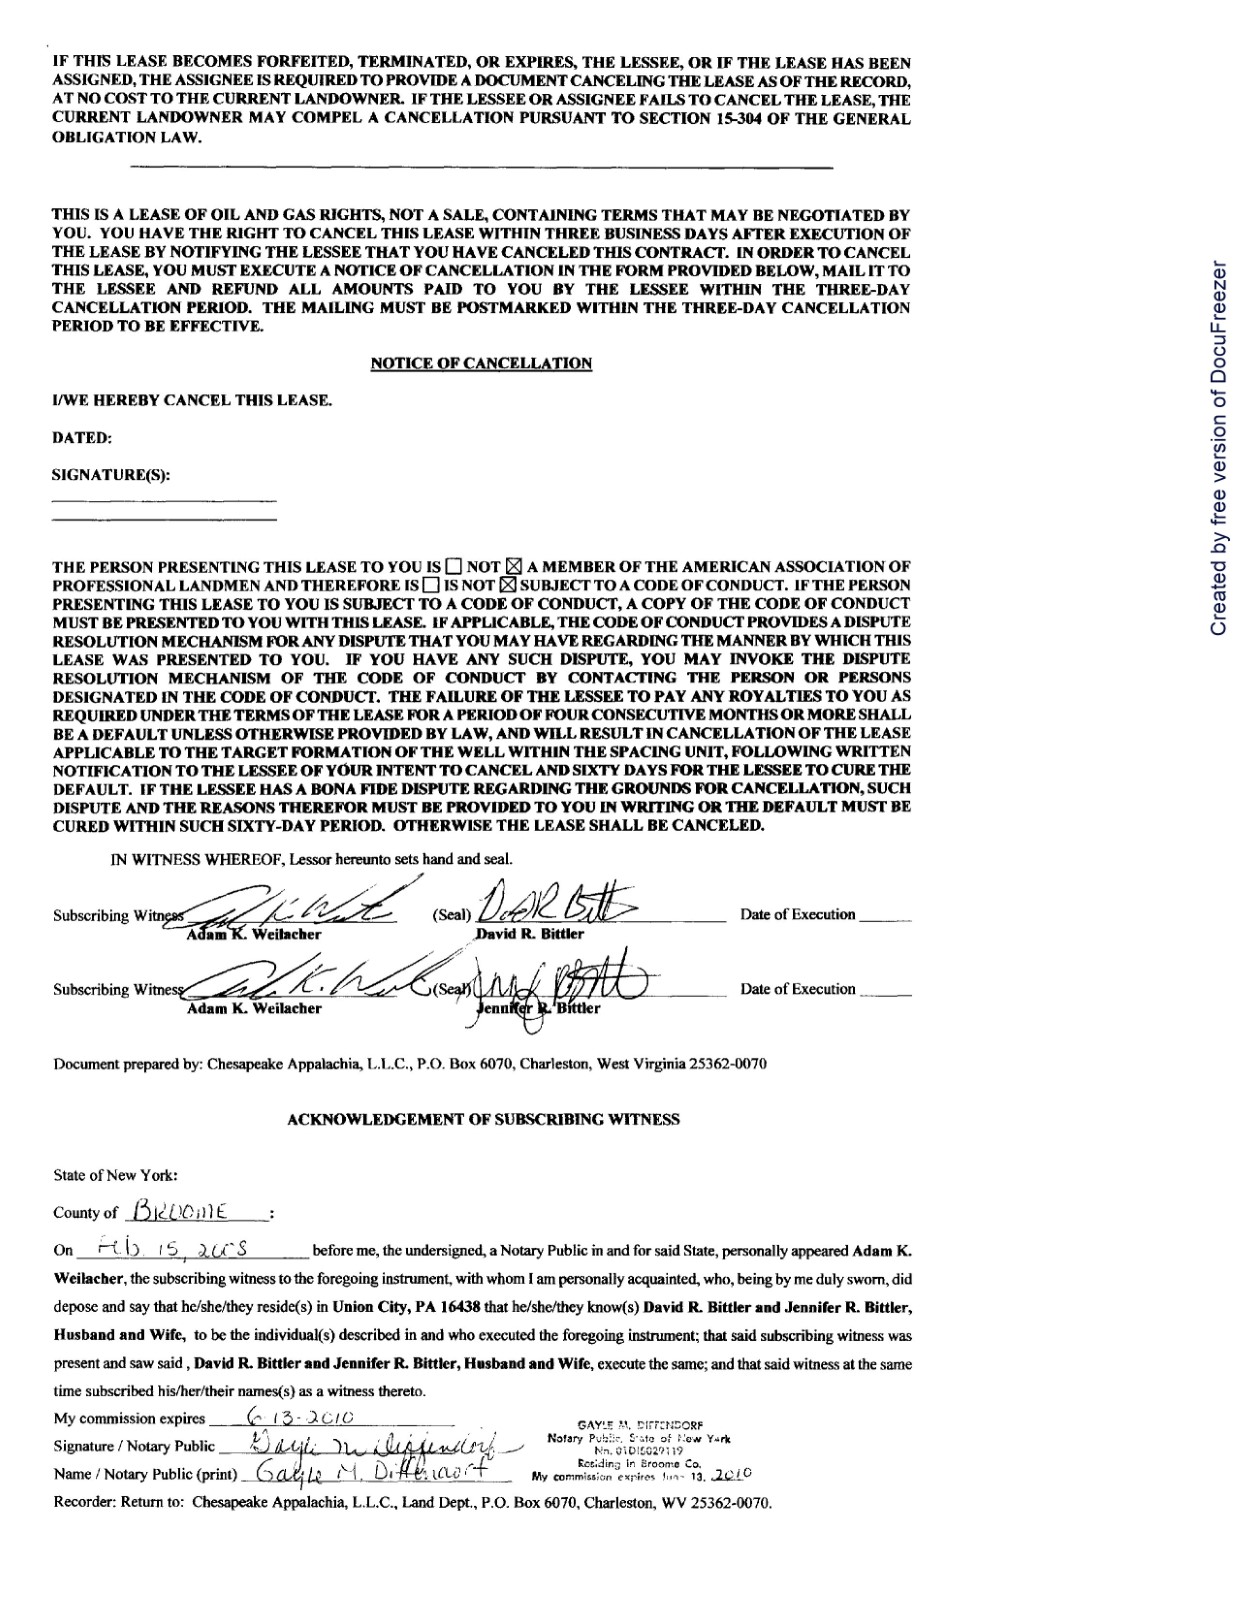 IF THIS LEASE BECOMES FORFEITED, TERMINATED, OR EXPIRES, THE LESSEE, OR IF THE LEASE HAS BEEN
ASSIGNED, THE ASSIGNEE IS REQUIRED TO PROVIDE A DOCUMENT CANCELING THE LEASE AS OF THE RECORD,
AT NO COST TO THE CURRENT LANDOWNER. IF THE LESSEE OR ASSIGNEE FAILS TO CANCEL THE LEASE, THE
CURRENT LANDOWNER MAY COMPEL A CANCELLATION PURSUANT TO SECTION 15-304 OF THE GENERAL
OBLIGATION LAW.
THIS IS A LEASE OF OIL AND GAS RIGHTS, NOT A SALE, CONTAINING TERMS THAT MAY BE NEGOTIATED BY
YOU. YOU HAVE THE RIGHT TO CANCEL THIS LEASE WITHIN THREE BUSINESS DAYS AFTER EXECUTION OF
THE LEASE BY NOTIFYING THE LESSEE THAT YOU HAVE CANCELED THIS CONTRACT. IN ORDER TO CANCEL
THIS LEASE, YOU MUST EXECUTE A NOTICE OF CANCELLATION IN THE FORM PROVIDED BELOW, MAIL IT TO
THE LESSEE AND REFUND ALL AMOUNTS PAID TO YOU BY THE LESSEE WITHIN THE THREE-DAY
CANCELLATION PERIOD. THE MAILING MUST BE POSTMARKED WITHIN THE THREE-DAY CANCELLATION
PERIOD TO BE EFFECTIVE.
NOTICE OF CANCELLATION
I/WE HEREBY CANCEL THIS LEASE.
DATED:
SIGNATURE(S):
THE PERSON PRESENTING THIS LEASE TO YOU IS ☐ NOT ☒ A MEMBER OF THE AMERICAN ASSOCIATION OF
PROFESSIONAL LANDMEN AND THEREFORE IS ☐ IS NOT ☒ SUBJECT TO A CODE OF CONDUCT. IF THE PERSON
PRESENTING THIS LEASE TO YOU IS SUBJECT TO A CODE OF CONDUCT, A COPY OF THE CODE OF CONDUCT
MUST BE PRESENTED TO YOU WITH THIS LEASE. IF APPLICABLE, THE CODE OF CONDUCT PROVIDES A DISPUTE
RESOLUTION MECHANISM FOR ANY DISPUTE THAT YOU MAY HAVE REGARDING THE MANNER BY WHICH THIS
LEASE WAS PRESENTED TO YOU. IF YOU HAVE ANY SUCH DISPUTE, YOU MAY INVOKE THE DISPUTE
RESOLUTION MECHANISM OF THE CODE OF CONDUCT BY CONTACTING THE PERSON OR PERSONS
DESIGNATED IN THE CODE OF CONDUCT. THE FAILURE OF THE LESSEE TO PAY ANY ROYALTIES TO YOU AS
REQUIRED UNDER THE TERMS OF THE LEASE FOR A PERIOD OF FOUR CONSECUTIVE MONTHS OR MORE SHALL
BE A DEFAULT UNLESS OTHERWISE PROVIDED BY LAW, AND WILL RESULT IN CANCELLATION OF THE LEASE
APPLICABLE TO THE TARGET FORMATION OF THE WELL WITHIN THE SPACING UNIT, FOLLOWING WRITTEN
NOTIFICATION TO THE LESSEE OF YOUR INTENT TO CANCEL AND SIXTY DAYS FOR THE LESSEE TO CURE THE
DEFAULT. IF THE LESSEE HAS A BONA FIDE DISPUTE REGARDING THE GROUNDS FOR CANCELLATION, SUCH
DISPUTE AND THE REASONS THEREFOR MUST BE PROVIDED TO YOU IN WRITING OR THE DEFAULT MUST BE
CURED WITHIN SUCH SIXTY-DAY PERIOD. OTHERWISE THE LEASE SHALL BE CANCELED.
IN WITNESS WHEREOF, Lessor hereunto sets hand and seal.
Subscribing Witness (Seal) Date of Execution
Adam K. Weilacher David R. Bittler
Subscribing Witness (Seal) Date of Execution
Adam K. Weilacher Jennifer R. Bittler
Document prepared by: Chesapeake Appalachia, L.L.C., P.O. Box 6070, Charleston, West Virginia 25362-0070
ACKNOWLEDGEMENT OF SUBSCRIBING WITNESS
State of New York:
County of BROOME :
On Feb. 15, 2008 before me, the undersigned, a Notary Public in and for said State, personally appeared Adam K.
Weilacher, the subscribing witness to the foregoing instrument, with whom I am personally acquainted, who, being by me duly sworn, did
depose and say that he/she/they reside(s) in Union City, PA 16438 that he/she/they know(s) David R. Bittler and Jennifer R. Bittler,
Husband and Wife, to be the individual(s) described in and who executed the foregoing instrument; that said subscribing witness was
present and saw said , David R. Bittler and Jennifer R. Bittler, Husband and Wife, execute the same; and that said witness at the same
time subscribed his/her/their names(s) as a witness thereto.
My commission expires 6-13-2010
Signature / Notary Public Gayle M Diffendorf
Name / Notary Public (print) Gayle M. Diffendorf
GAYLE M. DIFFENDORF
Notary Public, State of New York
No. 01DI5029119
Residing in Broome Co.
My commission expires June 13, 2010
Recorder: Return to: Chesapeake Appalachia, L.L.C., Land Dept., P.O. Box 6070, Charleston, WV 25362-0070.
Created by free version of DocuFreezer